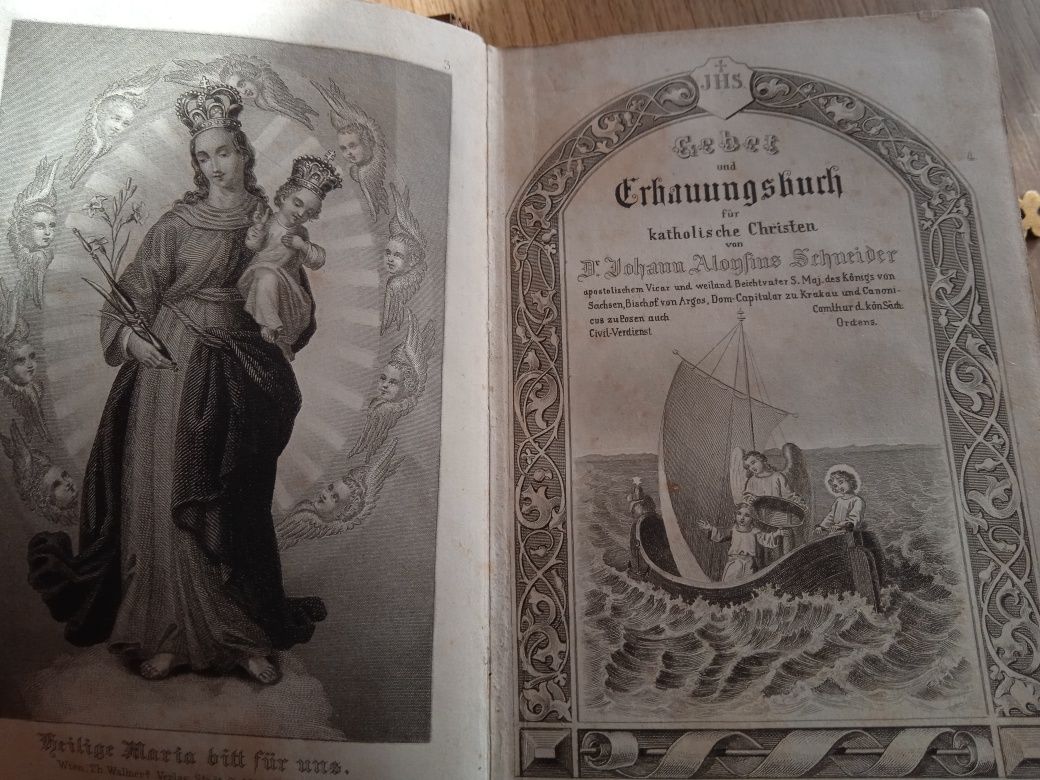 3
Heilige Maria bitt für uns.
Wien, Th.
JHS.
4
Gebet
und
Erbauungsbuch
für
katholische Christen
von
Dr. Johann Aloysius Schneider
apostolischem Vicar und weiland Beichtvater S. Maj. des Königs von
Sachsen, Bischof von Argos, Dom-Capitular zu Krakau und Canoni-
cus zu Posen auch Comthur d. kön Säch:
Civil-Verdienst Ordens.